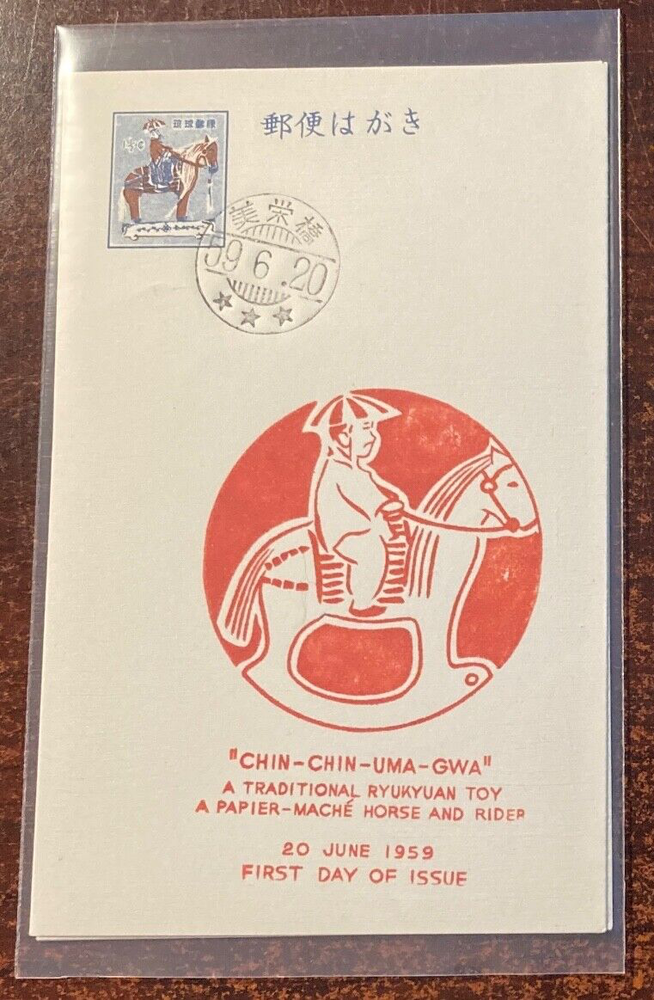 琉球郵便
1½¢
郵便はがき
美栄橋
59.6.20
"CHIN-CHIN-UMA-GWA"
A TRADITIONAL RYUKYUAN TOY
A PAPIER-MACHÉ HORSE AND RIDER
20 JUNE 1959
FIRST DAY OF ISSUE